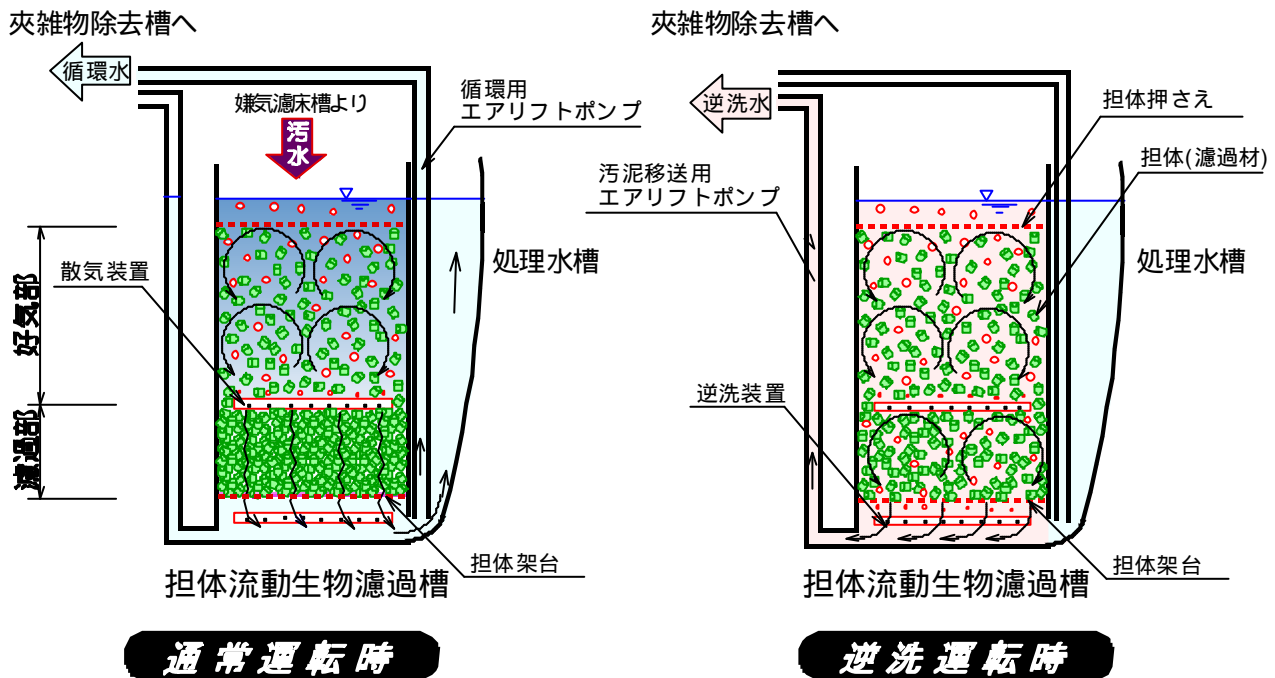 夾雑物除去槽へ
循環水
嫌気濾床槽より
汚水
循環用
エアリフトポンプ
処理水槽
散気装置
好気部
濾過部
担体架台
担体流動生物濾過槽
通常運転時
夾雑物除去槽へ
逆洗水
担体押さえ
担体(濾過材)
汚泥移送用
エアリフトポンプ
処理水槽
逆洗装置
担体架台
担体流動生物濾過槽
逆洗運転時